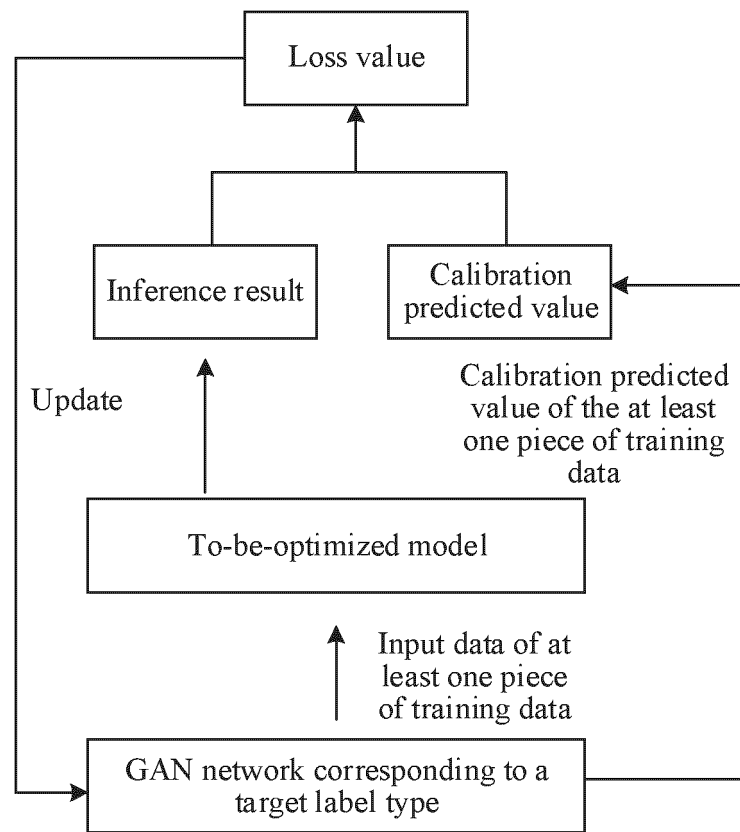 Loss value
Inference result
Calibration
predicted value
Update
Calibration predicted
value of the at least
one piece of training
data
To-be-optimized model
Input data of at
least one piece
of training data
GAN network corresponding to a
target label type